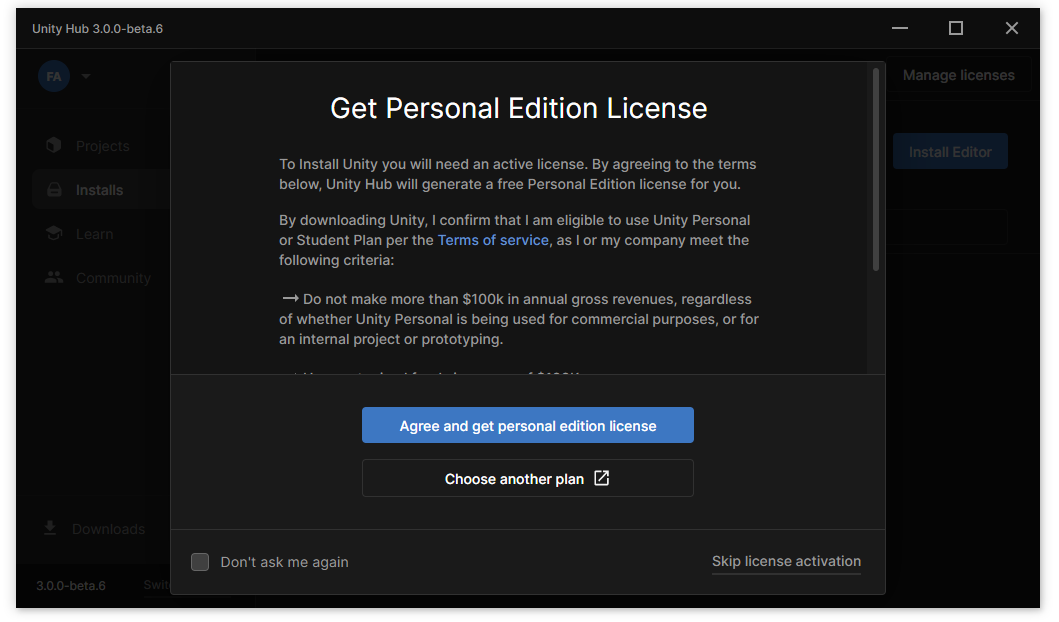 Unity Hub 3.0.0-beta.6
FA
Manage licenses
Projects
Installs
Learn
Community
Install Editor
Get Personal Edition License
To Install Unity you will need an active license. By agreeing to the terms
below, Unity Hub will generate a free Personal Edition license for you.
By downloading Unity, I confirm that I am eligible to use Unity Personal
or Student Plan per the Terms of service, as I or my company meet the
following criteria:
→ Do not make more than $100k in annual gross revenues, regardless
of whether Unity Personal is being used for commercial purposes, or for
an internal project or prototyping.
Agree and get personal edition license
Choose another plan
Downloads
Don't ask me again
Skip license activation
3.0.0-beta.6